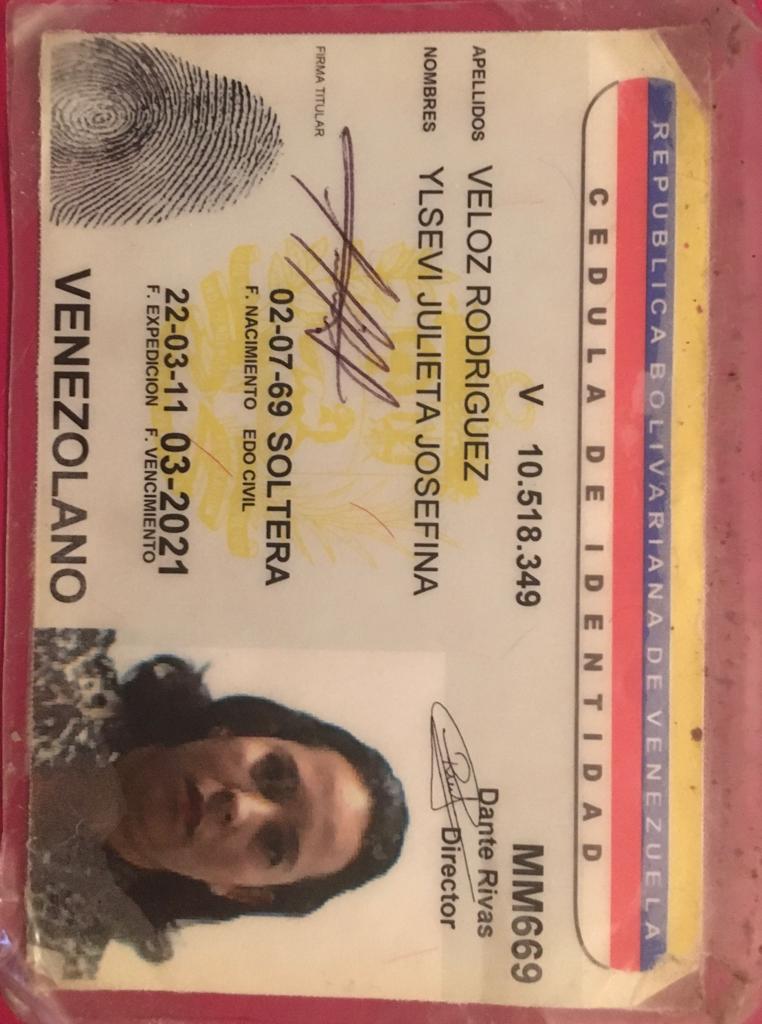 REPUBLICA BOLIVARIANA DE VENEZUELA
CEDULA DE IDENTIDAD
V 10.518.349
MM669
APELLIDOS VELOZ RODRIGUEZ
Dante Rivas
Director
NOMBRES YLSEVI JULIETA JOSEFINA
FIRMA TITULAR
02-07-69 SOLTERA
F. NACIMIENTO EDO CIVIL
22-03-11 03-2021
F. EXPEDICION F. VENCIMIENTO
VENEZOLANO